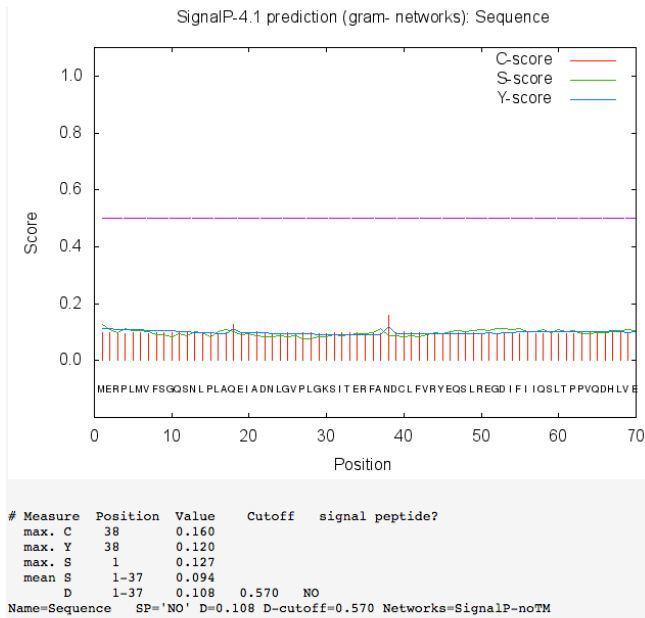 SignalP-4.1 prediction (gram- networks): Sequence
C-score
S-score
Y-score
1.0
0.8
0.6
0.4
0.2
0.0
Score
MERPLMVFSGQSNLPLAQEIADNLGVPLGKSITERFANDCLFVRYEQSLREGDIFIIQSLTPPVQDHLVE
0 10 20 30 40 50 60 70
Position
# Measure Position Value Cutoff signal peptide?
max. C 38 0.160
max. Y 38 0.120
max. S 1 0.127
mean S 1-37 0.094
D 1-37 0.108 0.570 NO
Name=Sequence SP='NO' D=0.108 D-cutoff=0.570 Networks=SignalP-noTM